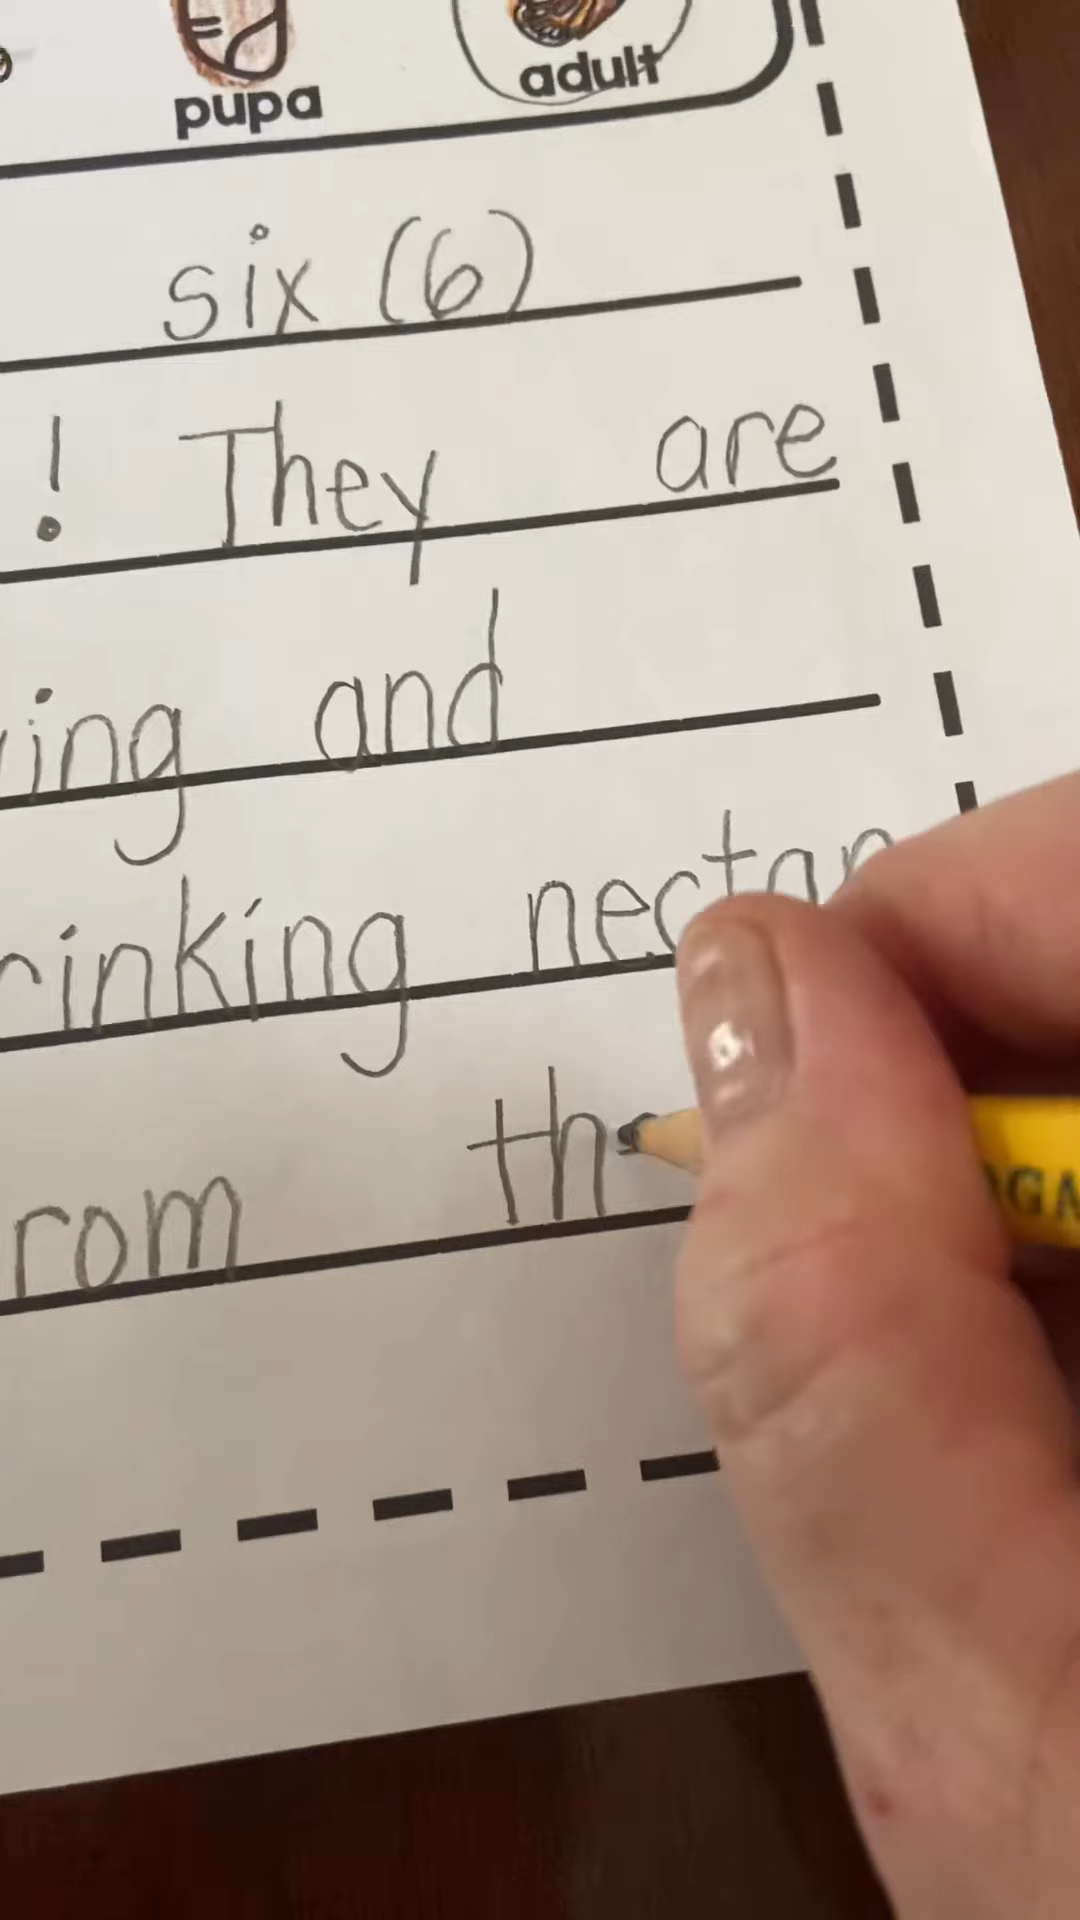 pupa adult
six (6)
! They are
ing and
rinking nectar
rom th